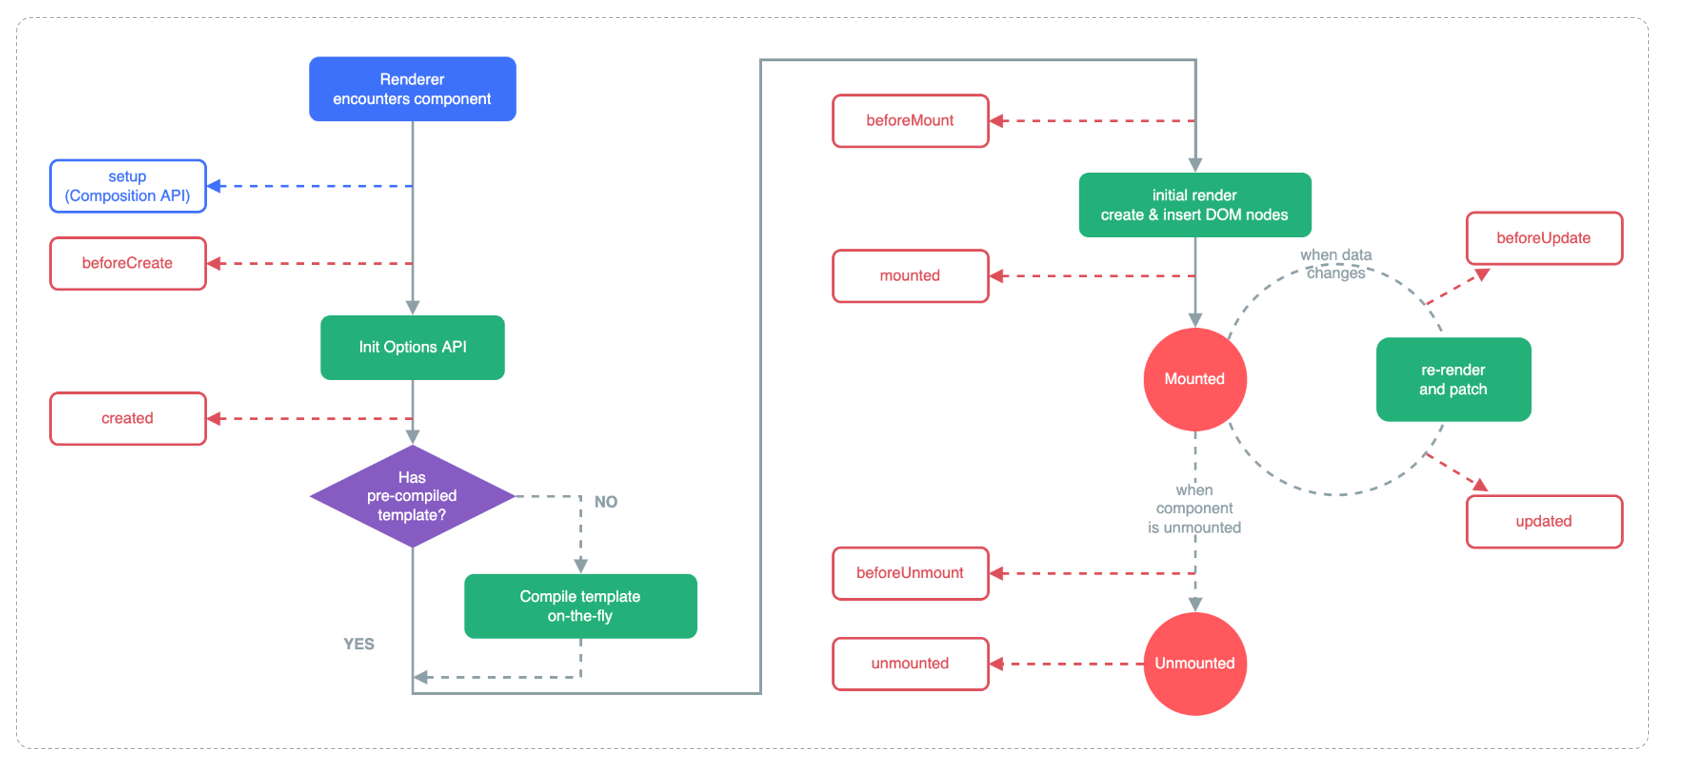 Renderer
encounters component
setup
(Composition API)
beforeCreate
Init Options API
created
Has
pre-compiled
template?
NO
Compile template
on-the-fly
YES
beforeMount
initial render
create & insert DOM nodes
mounted
Mounted
when data
changes
beforeUpdate
re-render
and patch
updated
when
component
is unmounted
beforeUnmount
unmounted
Unmounted